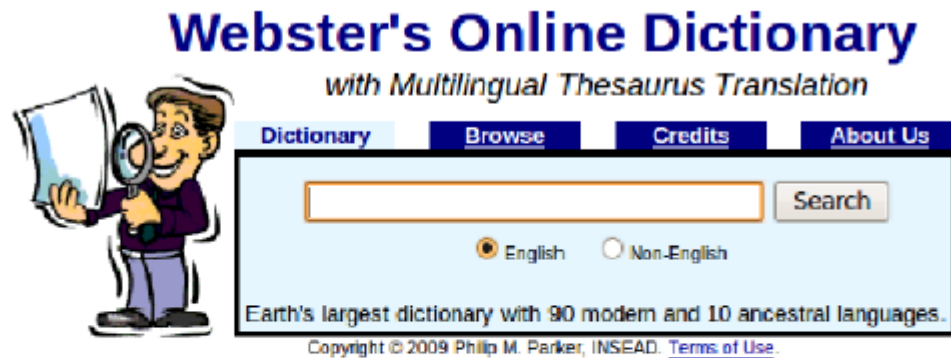 Webster's Online Dictionary
with Multilingual Thesaurus Translation
Dictionary Browse Credits About Us
Search
English Non-English
Earth's largest dictionary with 90 modern and 10 ancestral languages.
Copyright © 2009 Philip M. Parker, INSEAD. Terms of Use.